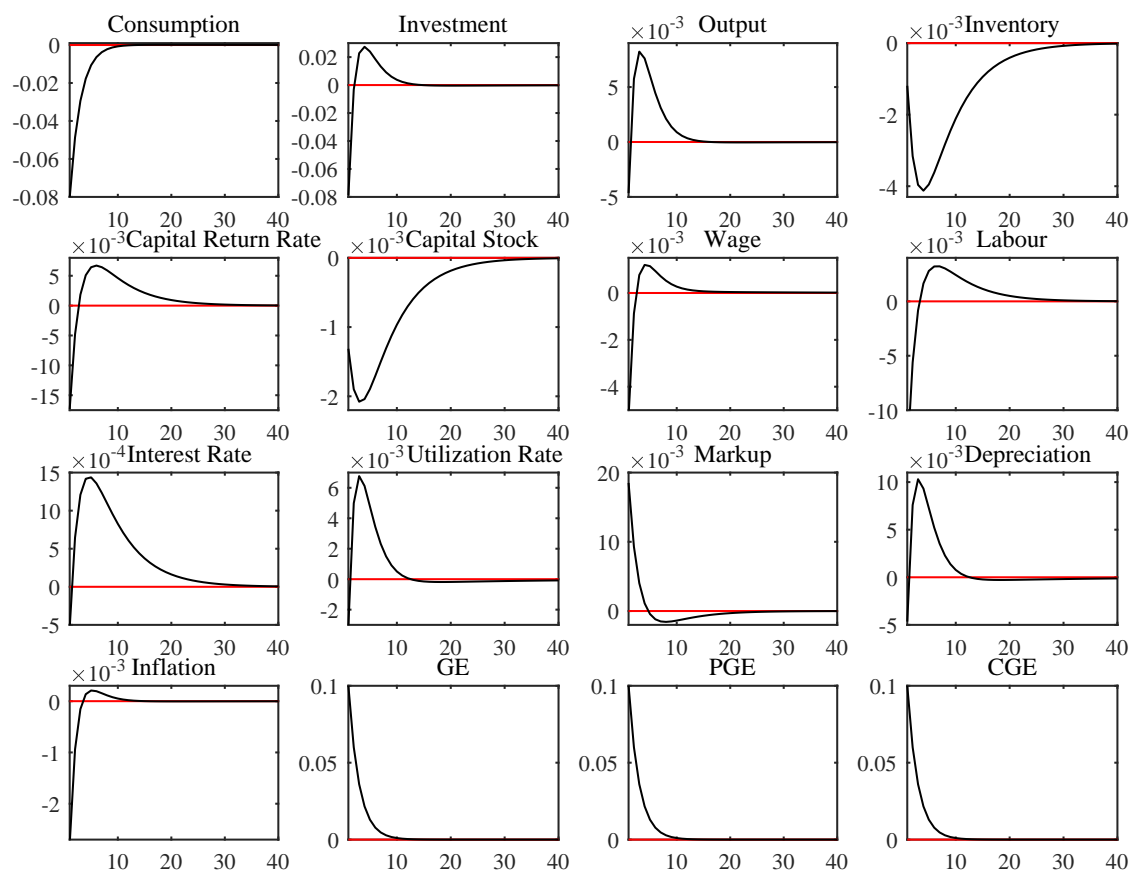 Consumption
0
-0.02
-0.04
-0.06
-0.08
10 20 30 40
Investment
0.02
0
-0.02
-0.04
-0.06
-0.08
10 20 30 40
×10-3 Output
5
0
-5
10 20 30 40
×10-3 Inventory
0
-2
-4
10 20 30 40
×10-3 Capital Return Rate
5
0
-5
-10
-15
10 20 30 40
×10-3 Capital Stock
0
-1
-2
10 20 30 40
×10-3 Wage
0
-2
-4
10 20 30 40
×10-3 Labour
5
0
-5
-10
10 20 30 40
×10-4 Interest Rate
15
10
5
0
-5
10 20 30 40
×10-3 Utilization Rate
6
4
2
0
-2
10 20 30 40
×10-3 Markup
20
10
0
10 20 30 40
×10-3 Depreciation
10
5
0
-5
10 20 30 40
×10-3 Inflation
0
-1
-2
10 20 30 40
GE
0.1
0.05
0
10 20 30 40
PGE
0.1
0.05
0
10 20 30 40
CGE
0.1
0.05
0
10 20 30 40